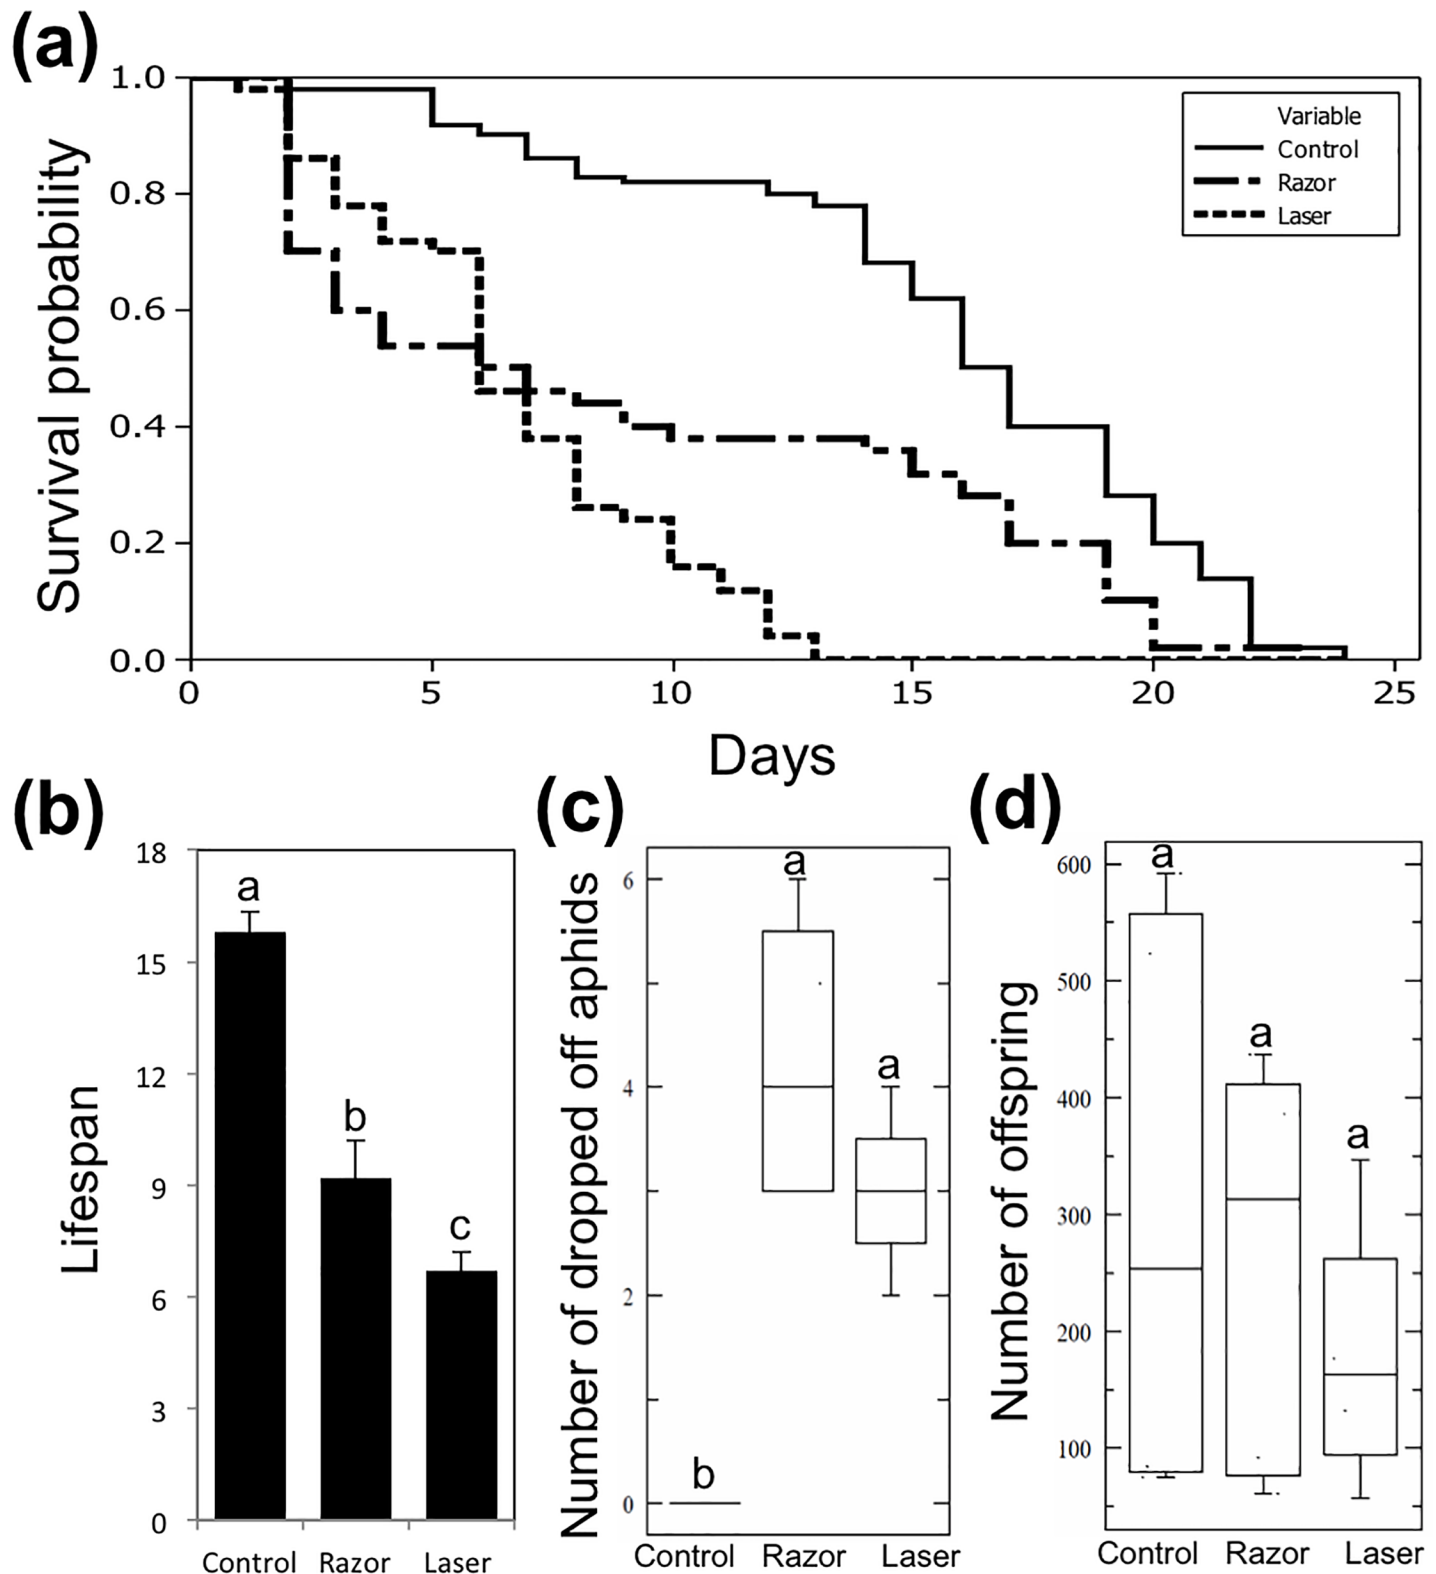 (a)
Survival probability
1.0
0.8
0.6
0.4
0.2
0.0
Variable
Control
Razor
Laser
0 5 10 15 20 25
Days
(b)
Lifespan
18
15
12
9
6
3
0
a
b
c
Control Razor Laser
(c)
Number of dropped off aphids
6
4
2
0
a
a
b
Control Razor Laser
(d)
Number of offspring
600
500
400
300
200
100
a
a
a
Control Razor Laser